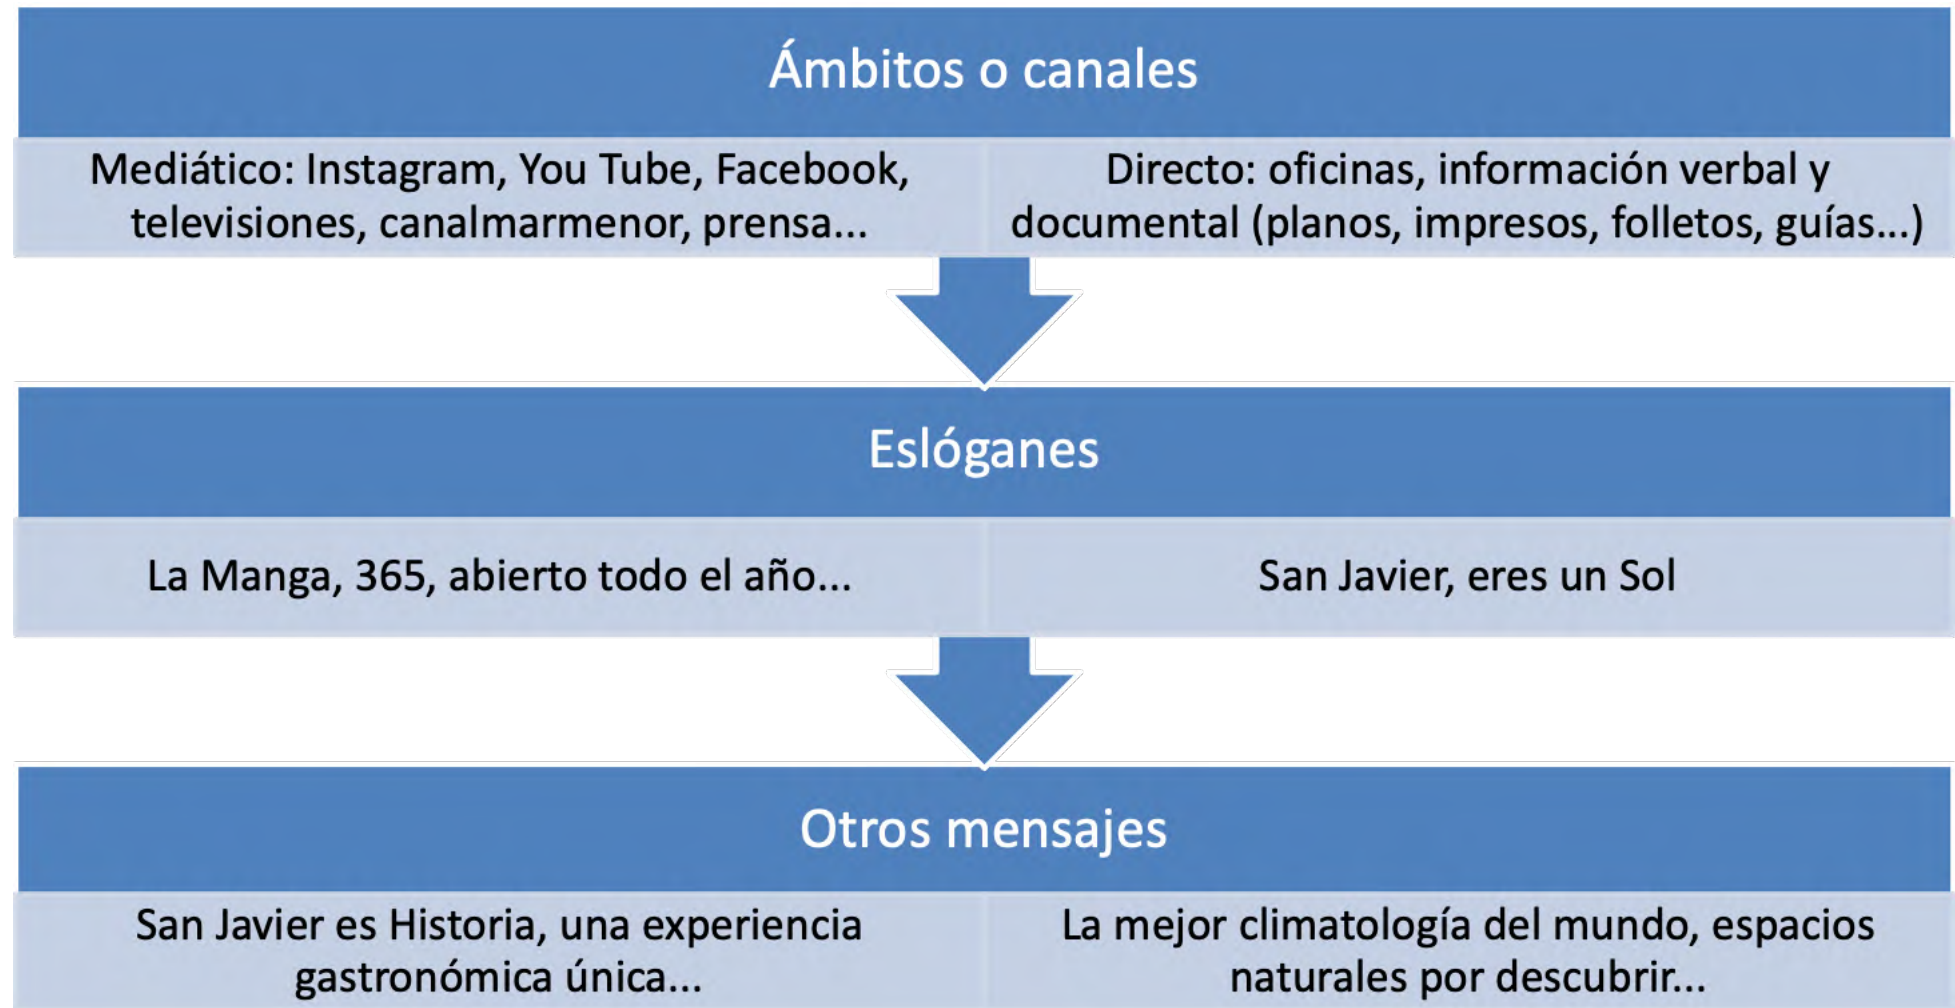 Ámbitos o canales
Mediático: Instagram, You Tube, Facebook,
televisiones, canalmarmenor, prensa...
Directo: oficinas, información verbal y
documental (planos, impresos, folletos, guías...)
Eslóganes
La Manga, 365, abierto todo el año...
San Javier, eres un Sol
Otros mensajes
San Javier es Historia, una experiencia
gastronómica única...
La mejor climatología del mundo, espacios
naturales por descubrir...